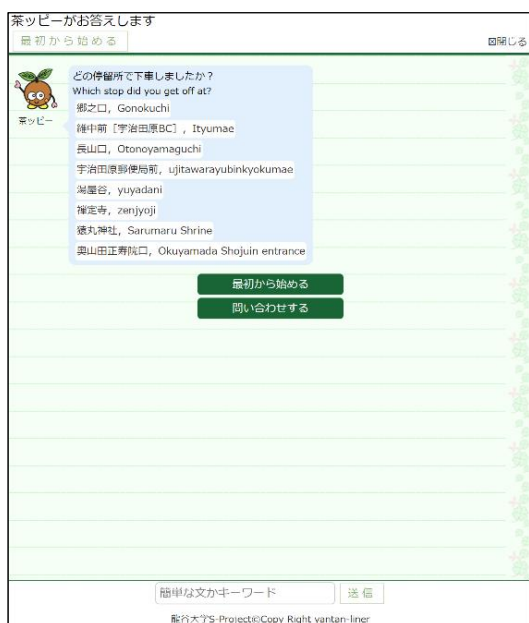 茶ッピーがお答えします
最初から始める
☒閉じる
どの停留所で下車しましたか？
Which stop did you get off at?
茶ッピー
郷之口, Gonokuchi
維中前［宇治田原BC］, Ityumae
長山口, Otonoyamaguchi
宇治田原郵便局前, ujitawarayubinkyokumae
湯屋谷, yuyadani
禅定寺, zenjyoji
猿丸神社, Sarumaru Shrine
奥山田正寿院口, Okuyamada Shojuin entrance
最初から始める
問い合わせする
簡単な文かキーワード
送信
龍谷大学S-Project©Copy Right vantan-liner